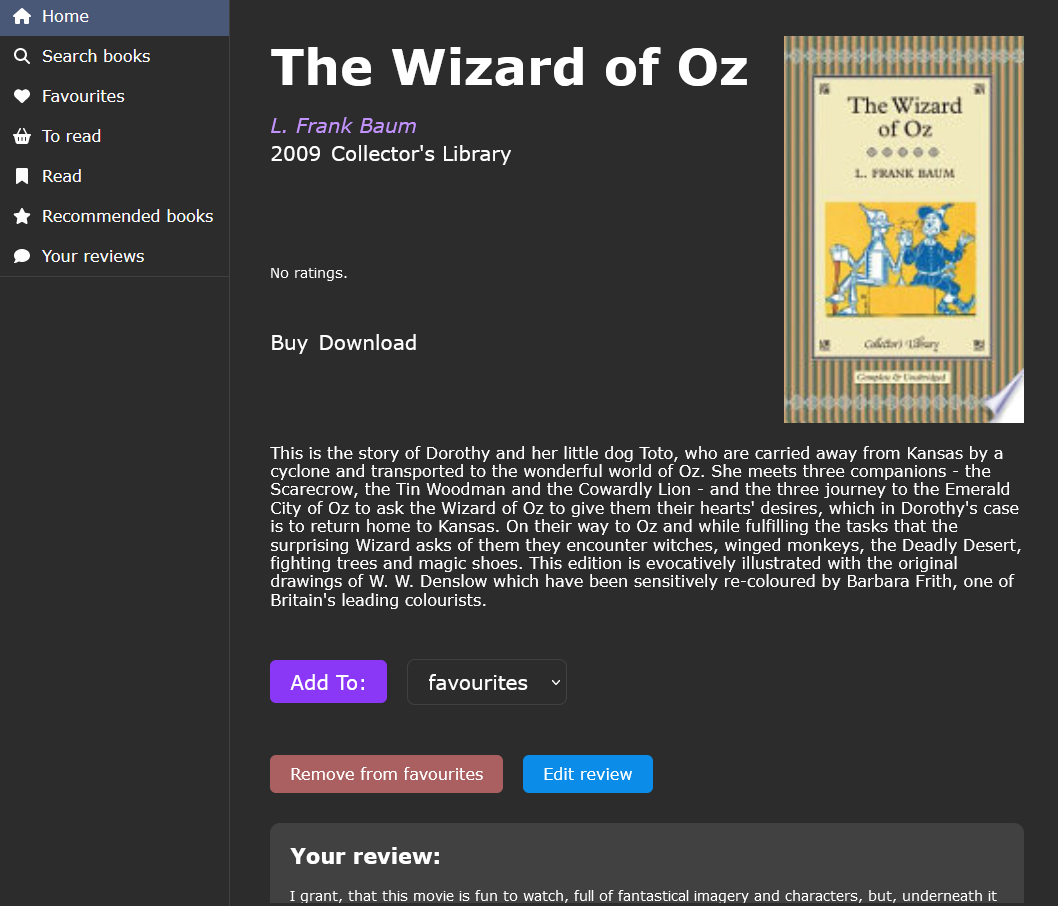 Home
Search books
Favourites
To read
Read
Recommended books
Your reviews
The Wizard of Oz
L. Frank Baum
2009 Collector's Library
No ratings.
Buy Download
The Wizard
of Oz
L. FRANK BAUM
Collector's Library
Complete & Unabridged
This is the story of Dorothy and her little dog Toto, who are carried away from Kansas by a
cyclone and transported to the wonderful world of Oz. She meets three companions - the
Scarecrow, the Tin Woodman and the Cowardly Lion - and the three journey to the Emerald
City of Oz to ask the Wizard of Oz to give them their hearts' desires, which in Dorothy's case
is to return home to Kansas. On their way to Oz and while fulfilling the tasks that the
surprising Wizard asks of them they encounter witches, winged monkeys, the Deadly Desert,
fighting trees and magic shoes. This edition is evocatively illustrated with the original
drawings of W. W. Denslow which have been sensitively re-coloured by Barbara Frith, one of
Britain's leading colourists.
Add To: favourites
Remove from favourites Edit review
Your review:
I grant, that this movie is fun to watch, full of fantastical imagery and characters, but, underneath it